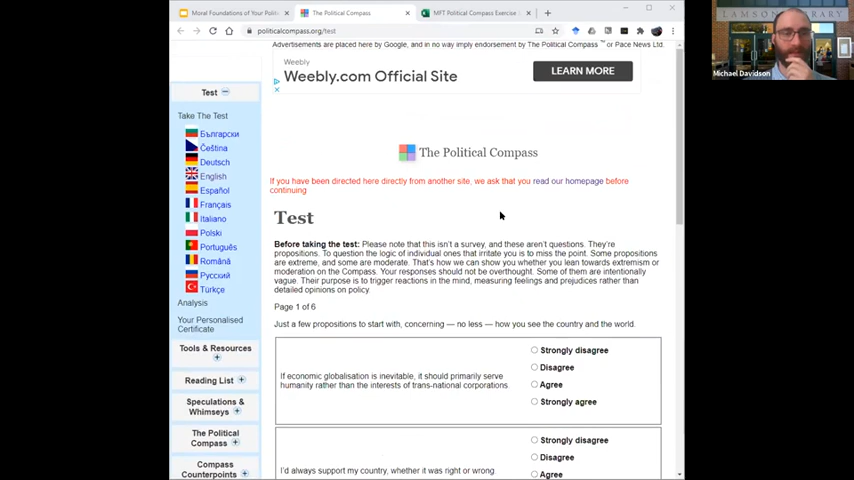 Moral Foundations of Your Politi
The Political Compass
MFT Political Compass Exercise
politicalcompass.org/test
LAMSON LIBRARY
Michael Davidson
Advertisements are placed here by Google, and in no way imply endorsement by The Political Compass ™ or Pace News Ltd.
Weebly
Weebly.com Official Site
LEARN MORE
Test
Take The Test
Български
Čeština
Deutsch
English
Español
Français
Italiano
Polski
Português
Română
Русский
Türkçe
Analysis
Your Personalised
Certificate
Tools & Resources
Reading List
Speculations &
Whimseys
The Political
Compass
Compass
Counterpoints
The Political Compass
If you have been directed here directly from another site, we ask that you read our homepage before
continuing
Test
Before taking the test: Please note that this isn't a survey, and these aren't questions. They're
propositions. To question the logic of individual ones that irritate you is to miss the point. Some propositions
are extreme, and some are moderate. That's how we can show you whether you lean towards extremism or
moderation on the Compass. Your responses should not be overthought. Some of them are intentionally
vague. Their purpose is to trigger reactions in the mind, measuring feelings and prejudices rather than
detailed opinions on policy.
Page 1 of 6
Just a few propositions to start with, concerning — no less — how you see the country and the world.
If economic globalisation is inevitable, it should primarily serve
humanity rather than the interests of trans-national corporations.
Strongly disagree
Disagree
Agree
Strongly agree
I'd always support my country, whether it was right or wrong
Strongly disagree
Disagree
Agree